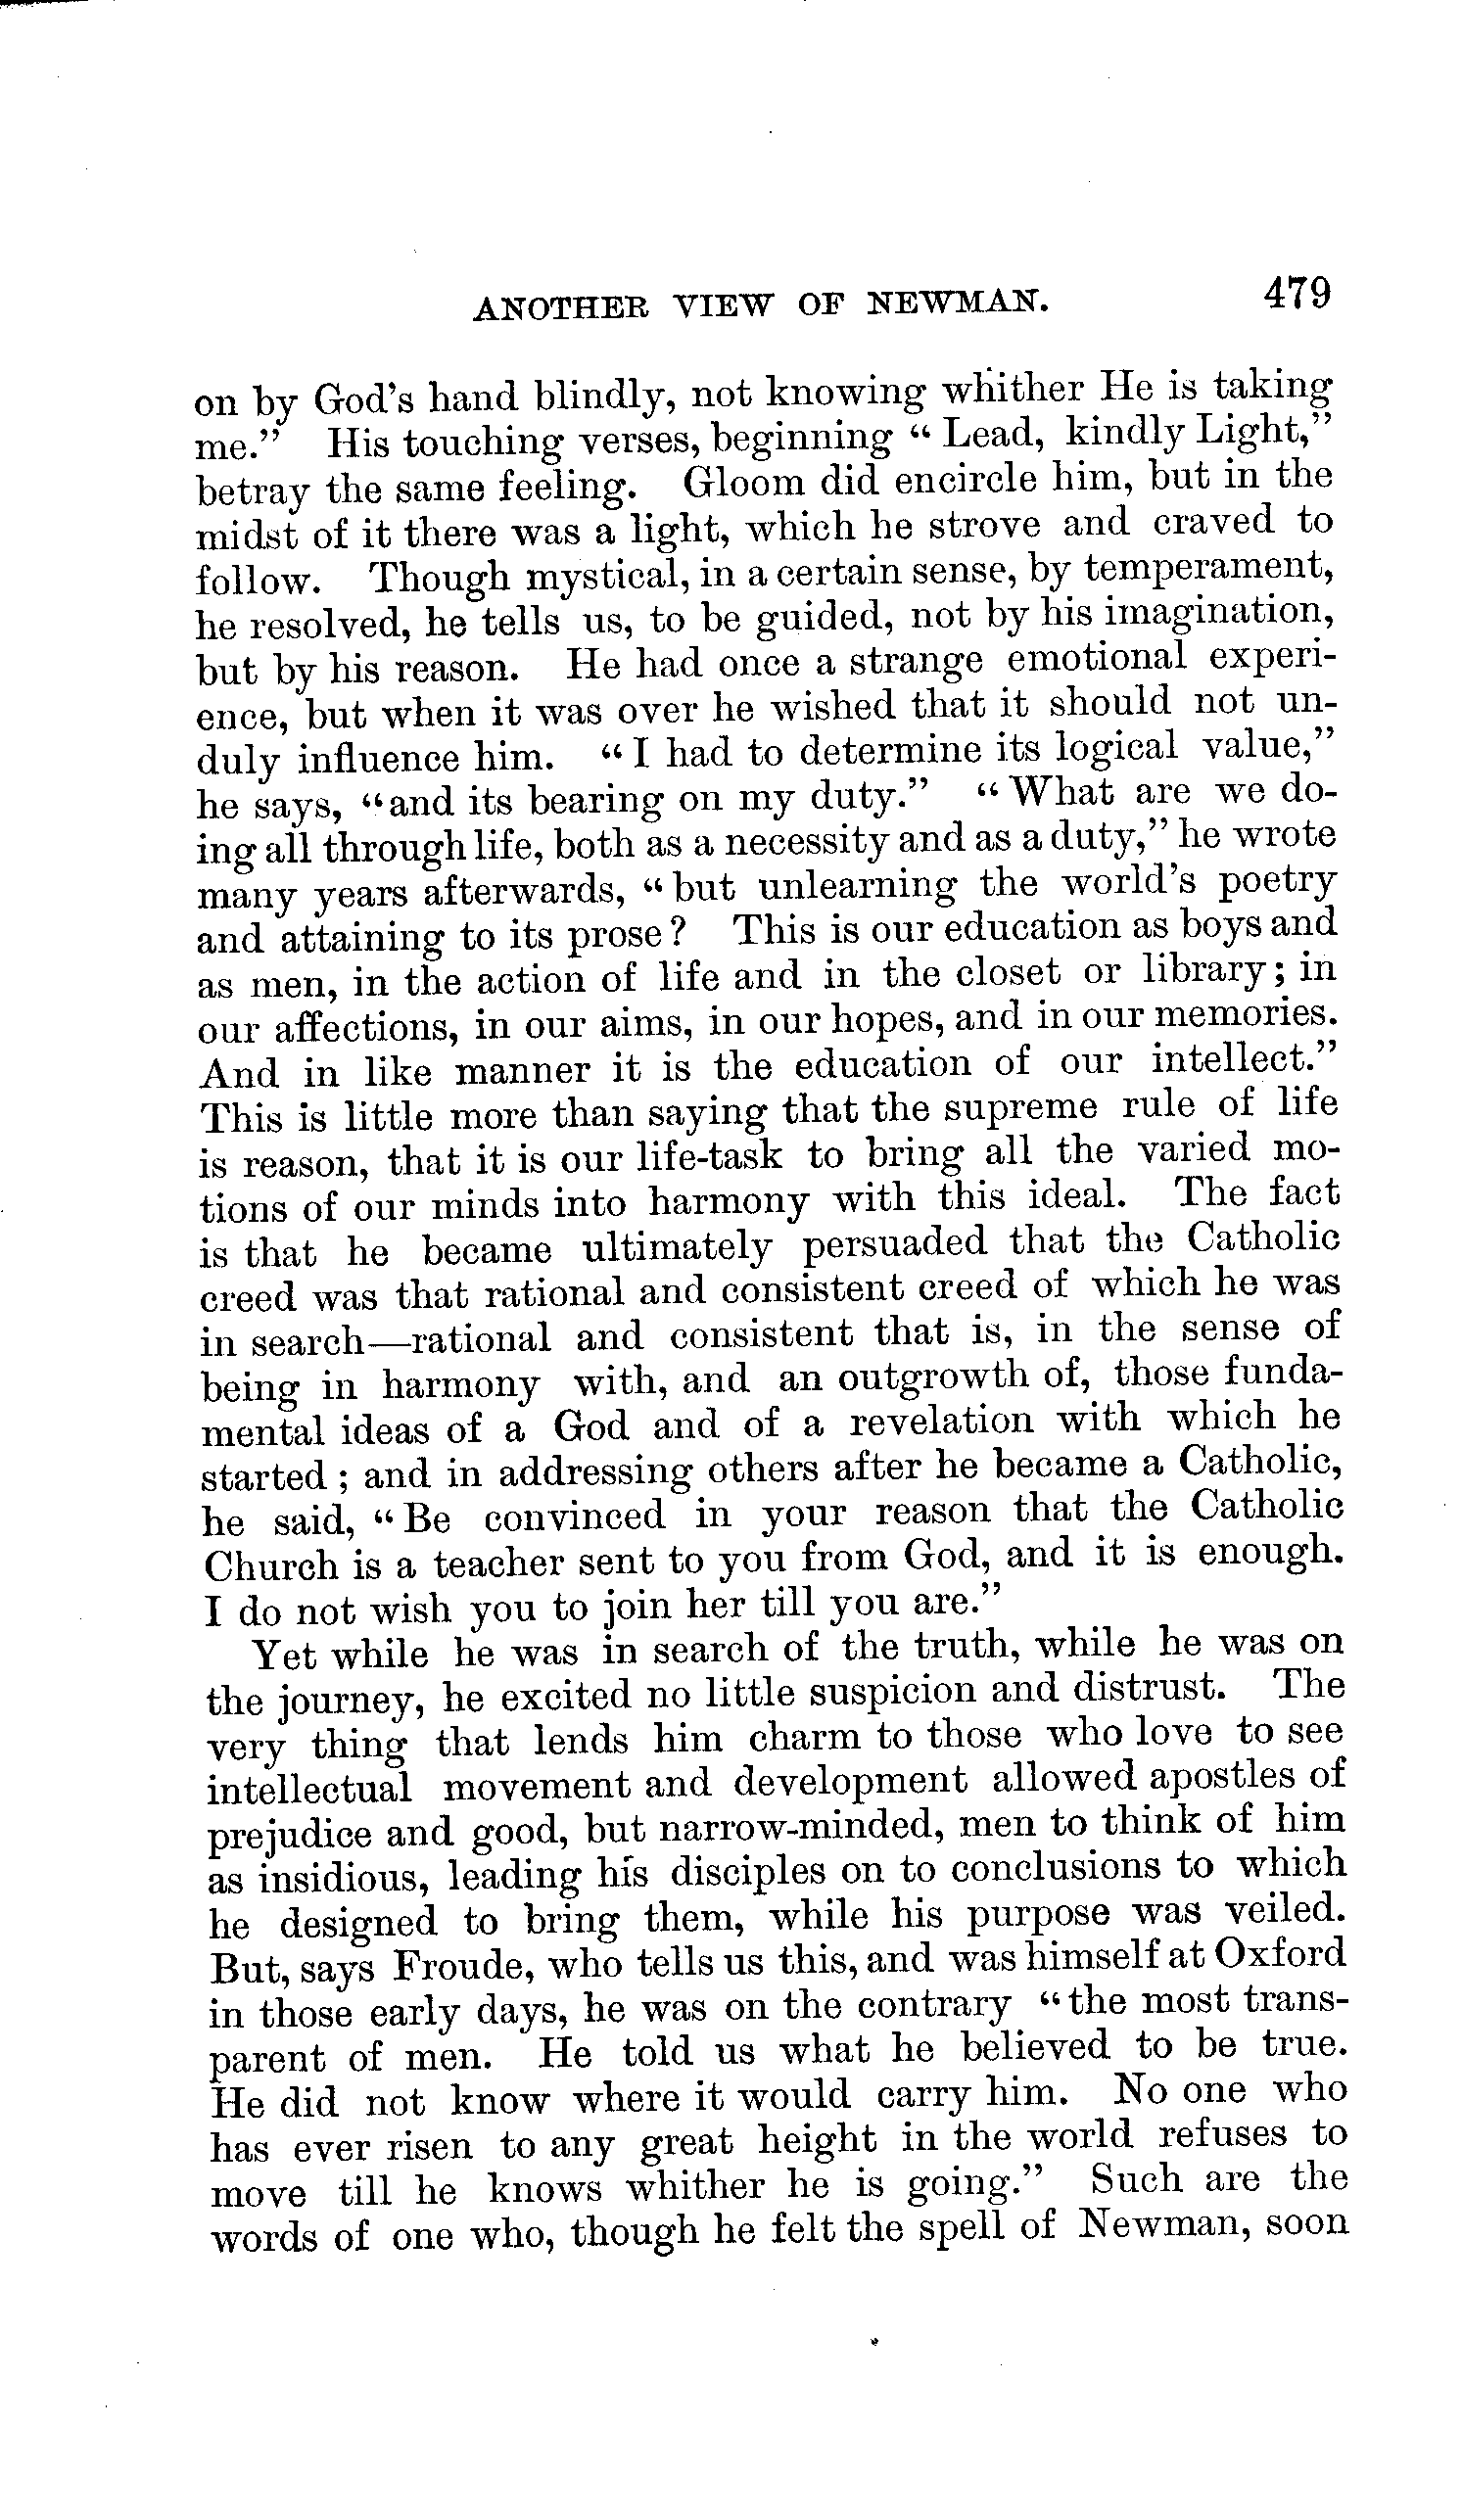 ANOTHER VIEW OF NEWMAN. 479
on by God's hand blindly, not knowing whither He is taking
me." His touching verses, beginning "Lead, kindly Light,"
betray the same feeling. Gloom did encircle him, but in the
midst of it there was a light, which he strove and craved to
follow. Though mystical, in a certain sense, by temperament,
he resolved, he tells us, to be guided, not by his imagination,
but by his reason. He had once a strange emotional experi-
ence, but when it was over he wished that it should not un-
duly influence him. "I had to determine its logical value,"
he says, "and its bearing on my duty." "What are we do-
ing all through life, both as a necessity and as a duty," he wrote
many years afterwards, "but unlearning the world's poetry
and attaining to its prose? This is our education as boys and
as men, in the action of life and in the closet or library; in
our affections, in our aims, in our hopes, and in our memories.
And in like manner it is the education of our intellect."
This is little more than saying that the supreme rule of life
is reason, that it is our life-task to bring all the varied mo-
tions of our minds into harmony with this ideal. The fact
is that he became ultimately persuaded that the Catholic
creed was that rational and consistent creed of which he was
in search—rational and consistent that is, in the sense of
being in harmony with, and an outgrowth of, those funda-
mental ideas of a God and of a revelation with which he
started; and in addressing others after he became a Catholic,
he said, "Be convinced in your reason that the Catholic
Church is a teacher sent to you from God, and it is enough.
I do not wish you to join her till you are."
Yet while he was in search of the truth, while he was on
the journey, he excited no little suspicion and distrust. The
very thing that lends him charm to those who love to see
intellectual movement and development allowed apostles of
prejudice and good, but narrow-minded, men to think of him
as insidious, leading his disciples on to conclusions to which
he designed to bring them, while his purpose was veiled.
But, says Froude, who tells us this, and was himself at Oxford
in those early days, he was on the contrary "the most trans-
parent of men. He told us what he believed to be true.
He did not know where it would carry him. No one who
has ever risen to any great height in the world refuses to
move till he knows whither he is going." Such are the
words of one who, though he felt the spell of Newman, soon